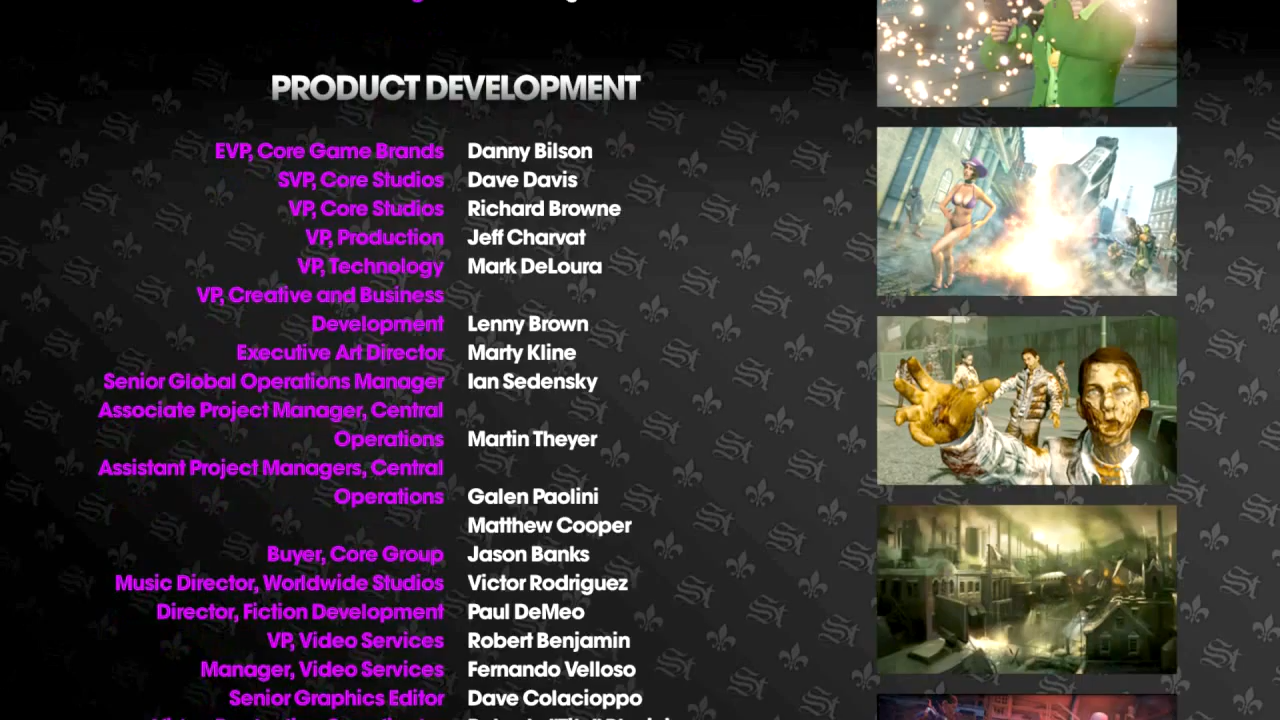 PRODUCT DEVELOPMENT
EVP, Core Game Brands Danny Bilson
SVP, Core Studios Dave Davis
VP, Core Studios Richard Browne
VP, Production Jeff Charvat
VP, Technology Mark DeLoura
VP, Creative and Business
Development Lenny Brown
Executive Art Director Marty Kline
Senior Global Operations Manager Ian Sedensky
Associate Project Manager, Central
Operations Martin Theyer
Assistant Project Managers, Central
Operations Galen Paolini
Matthew Cooper
Buyer, Core Group Jason Banks
Music Director, Worldwide Studios Victor Rodriguez
Director, Fiction Development Paul DeMeo
VP, Video Services Robert Benjamin
Manager, Video Services Fernando Velloso
Senior Graphics Editor Dave Colacioppo